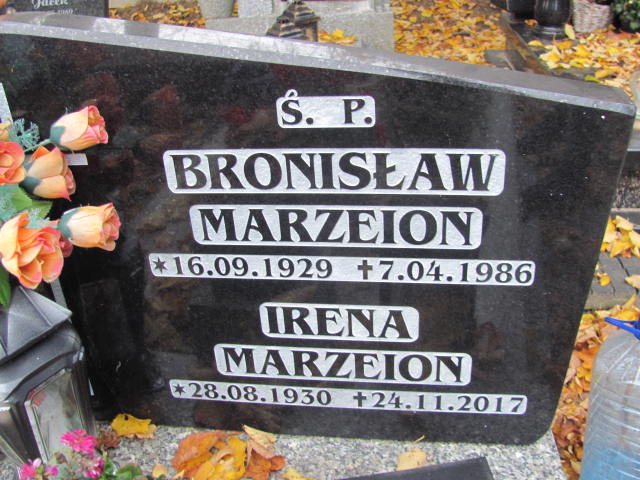 Ś. P.
BRONISŁAW
MARZEION
*16.09.1929 †7.04.1986
IRENA
MARZEION
*28.08.1930 †24.11.2017